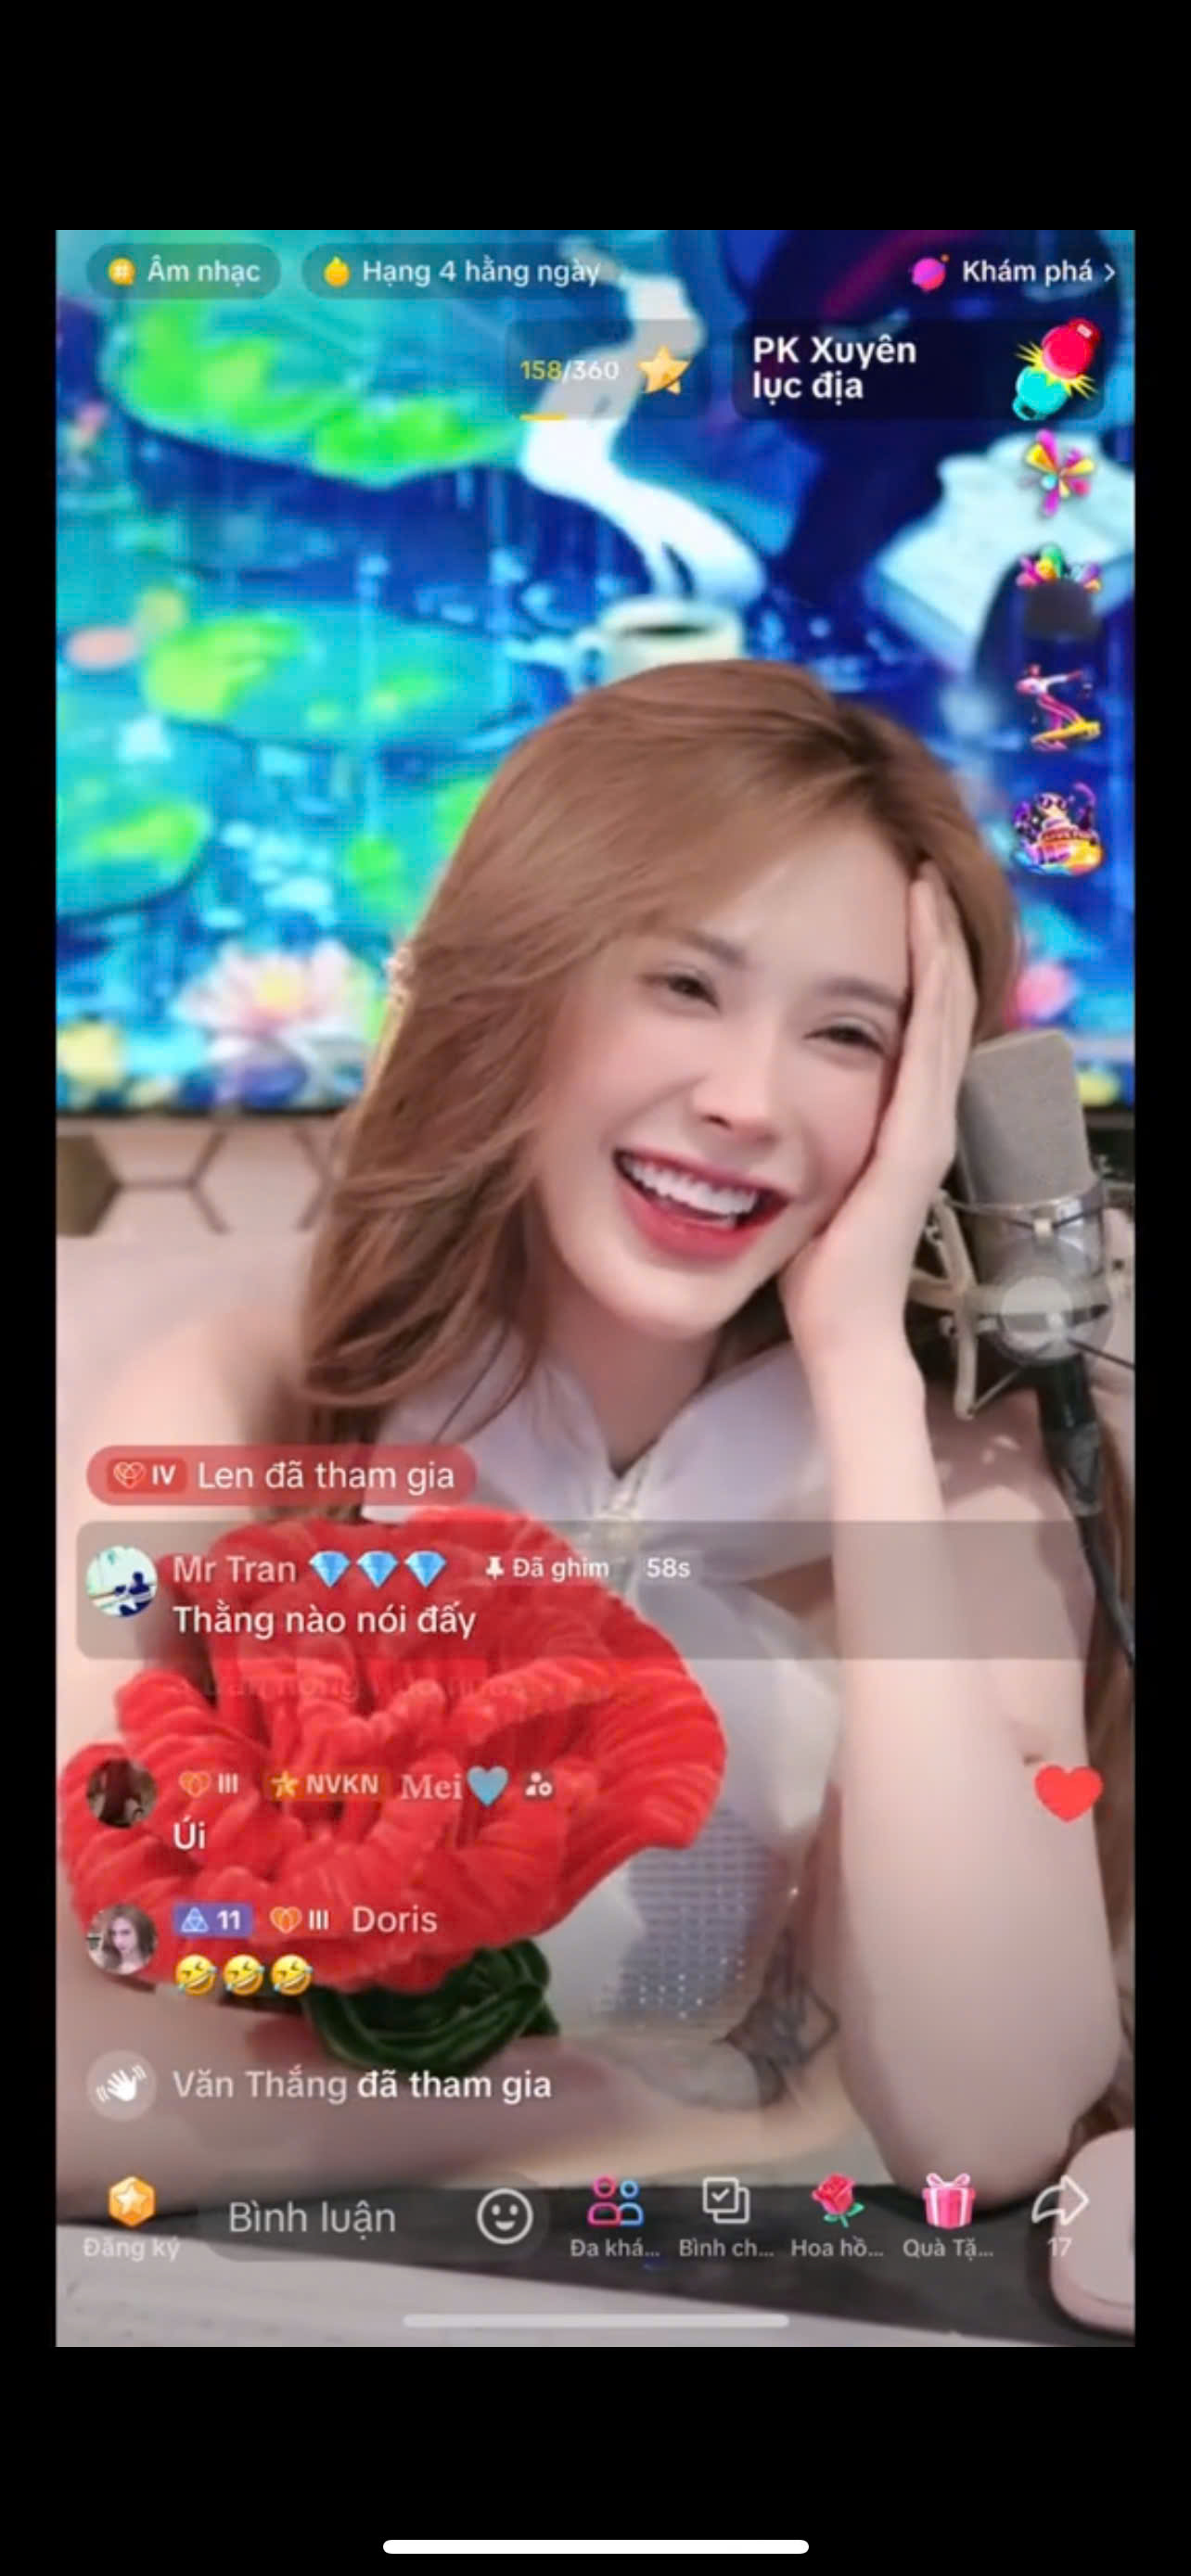 Âm nhạc
Hạng 4 hằng ngày
Khám phá >
158/360
PK Xuyên
lục địa
IV Len đã tham gia
Mr Tran Đã ghim 58s
Thằng nào nói đấy
III NVKN Mei
Úi
11 III Doris
Văn Thắng đã tham gia
Đăng ký
Bình luận
Đa khá...
Bình ch...
Hoa hồ...
Quà Tặ...
17